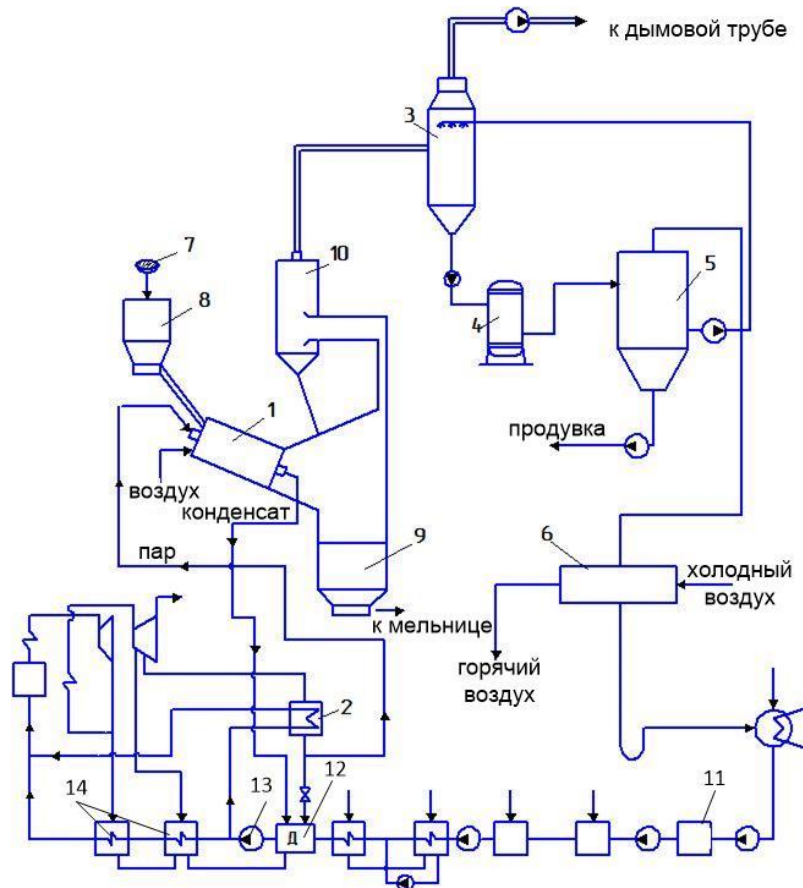 к дымовой трубе
3
7
10
8
5
4
1
продувка
воздух
конденсат
пар
9
6
холодный
воздух
к мельнице
горячий
воздух
2
14
13
12
11
Д